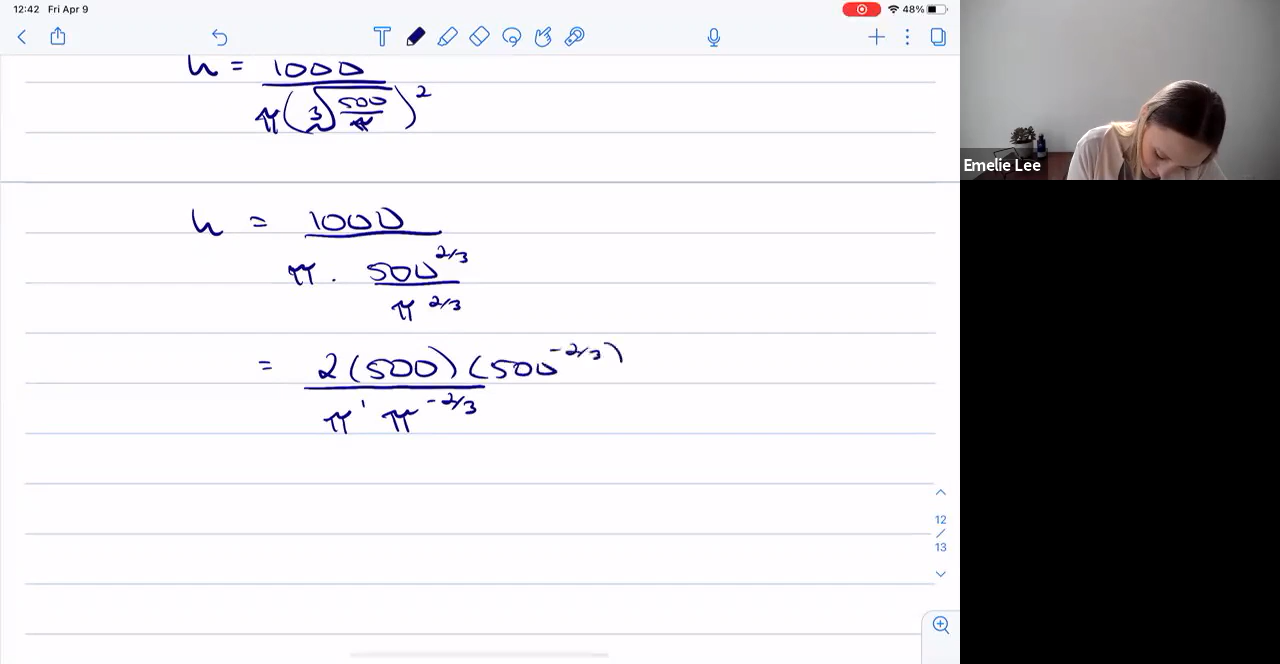 12:42 Fri Apr 9
48%
h = 1000 / π(∛(500/π))²
Emelie Lee
h = 1000 / π · 500^2/3 / π^2/3
= 2(500)(500^-2/3) / π^1 π^-2/3
12
/
13